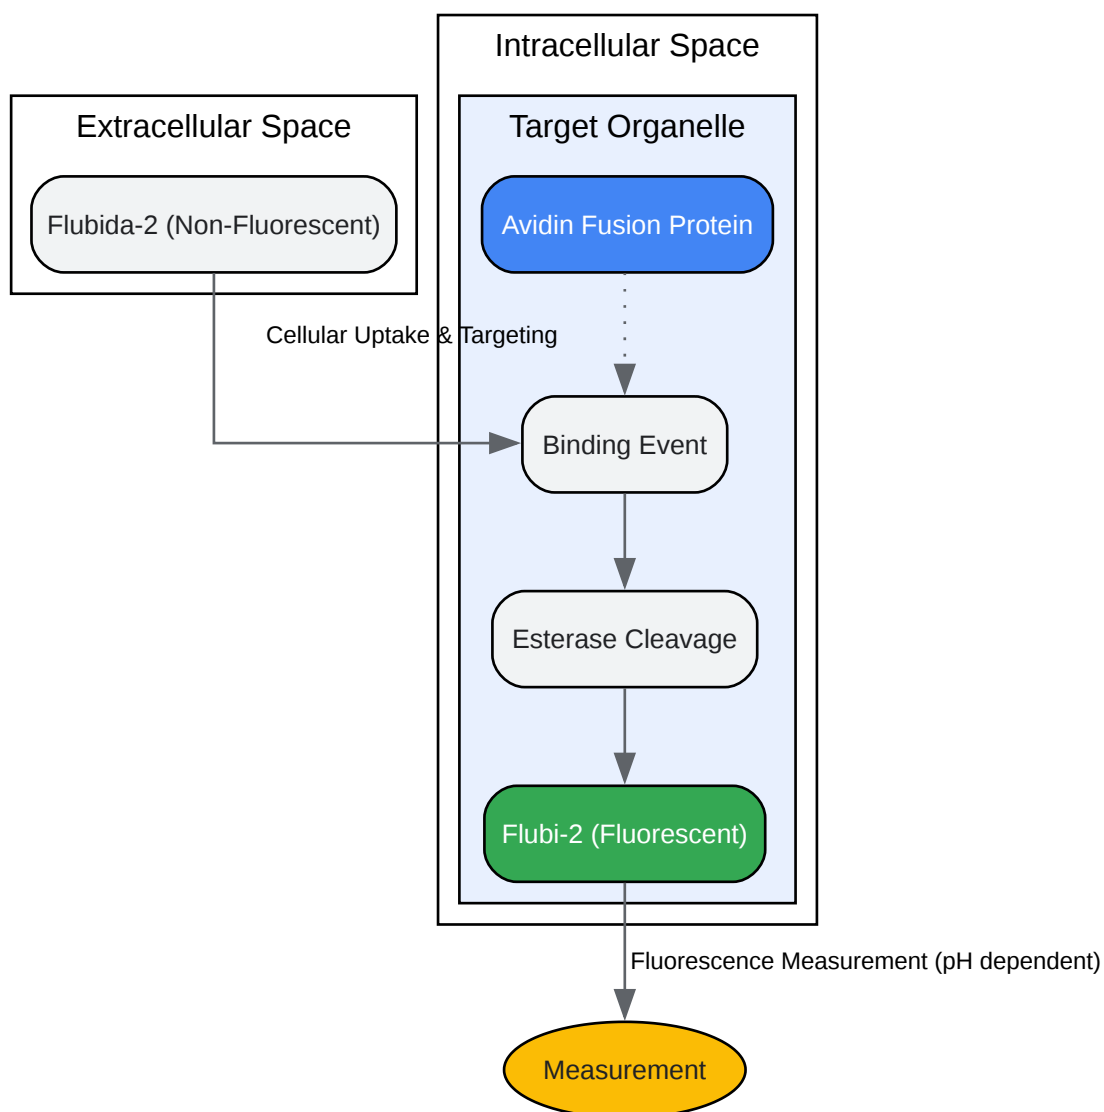 Intracellular Space
Extracellular Space
Target Organelle
Flubida-2 (Non-Fluorescent)
Avidin Fusion Protein
Cellular Uptake & Targeting
Binding Event
Esterase Cleavage
Flubi-2 (Fluorescent)
Fluorescence Measurement (pH dependent)
Measurement